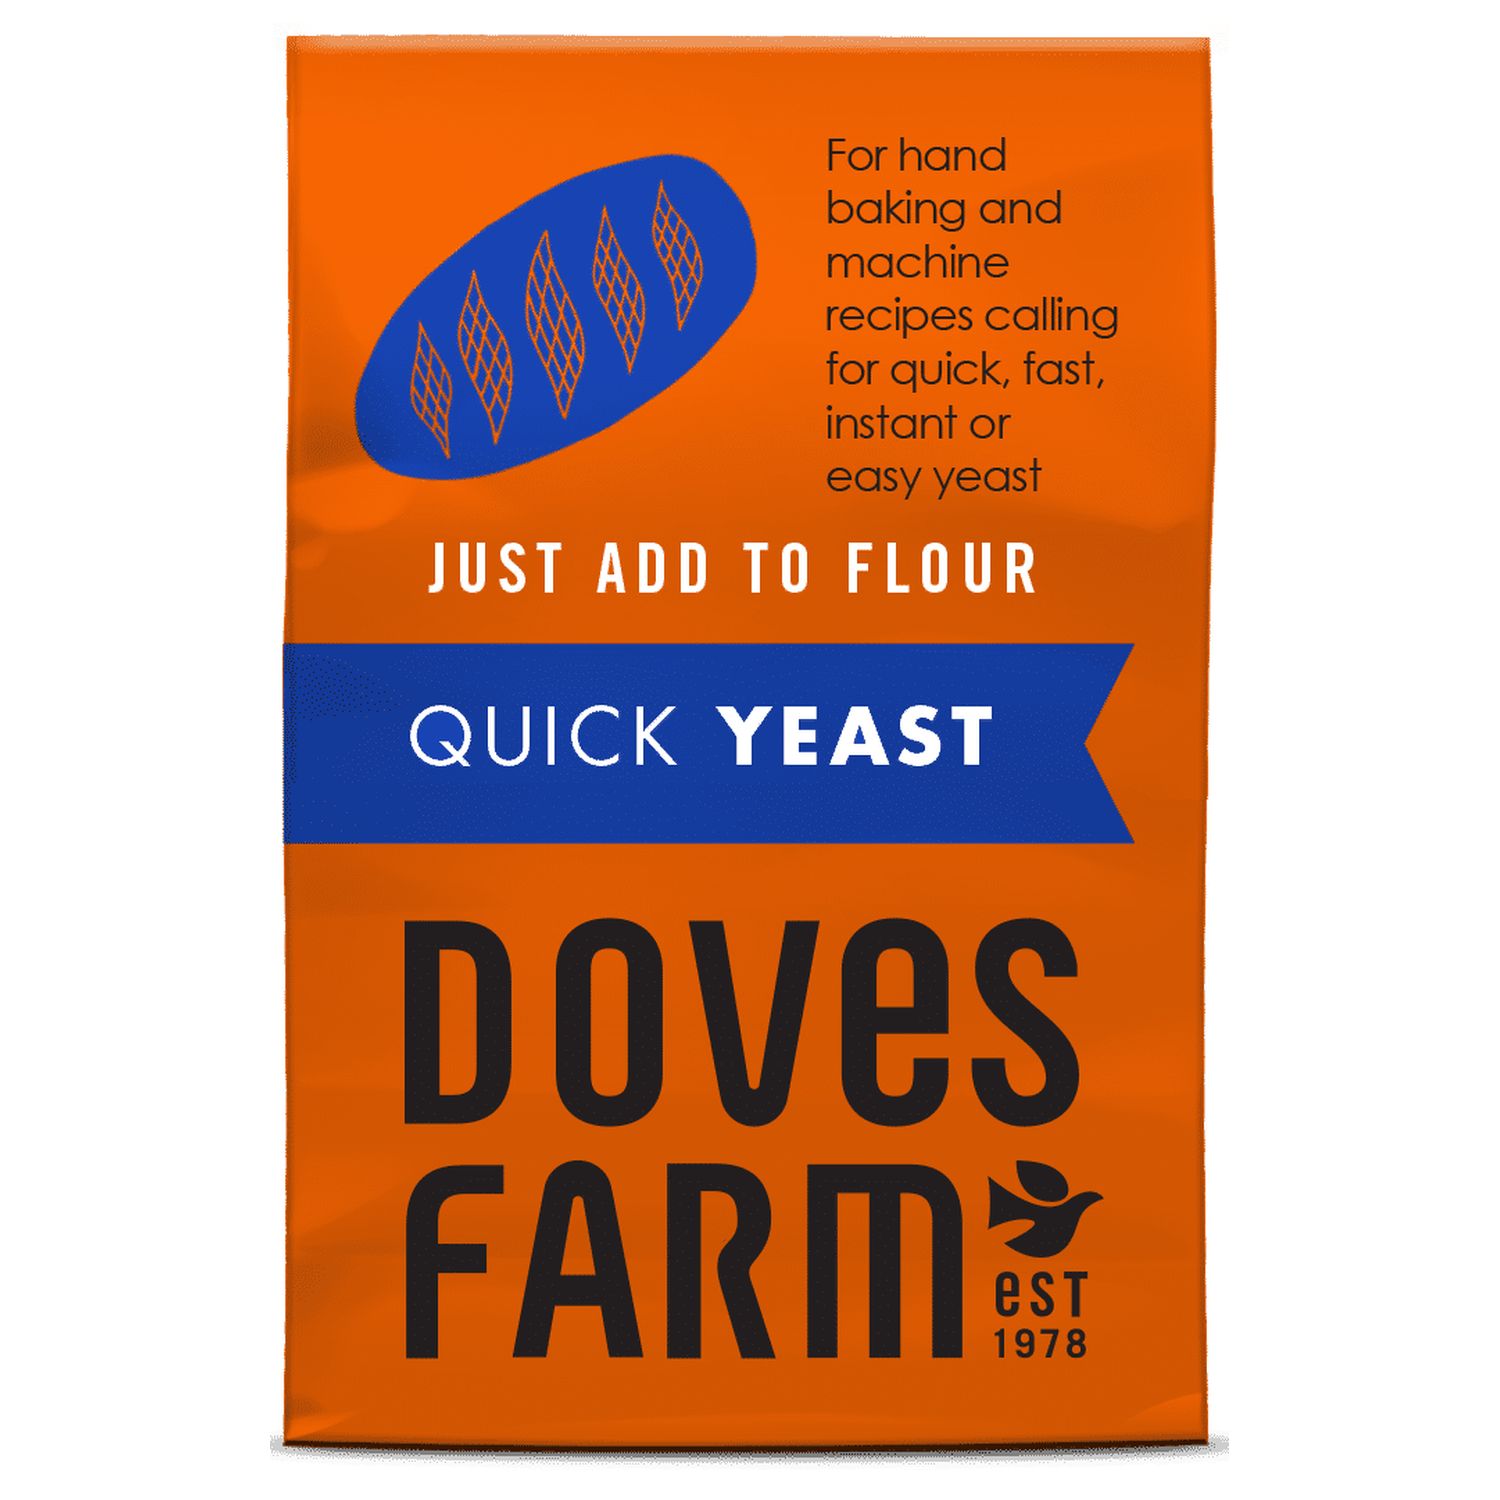 For hand
baking and
machine
recipes calling
for quick, fast,
instant or
easy yeast
JUST ADD TO FLOUR
QUICK YEAST
DOVES
FARM
EST
1978